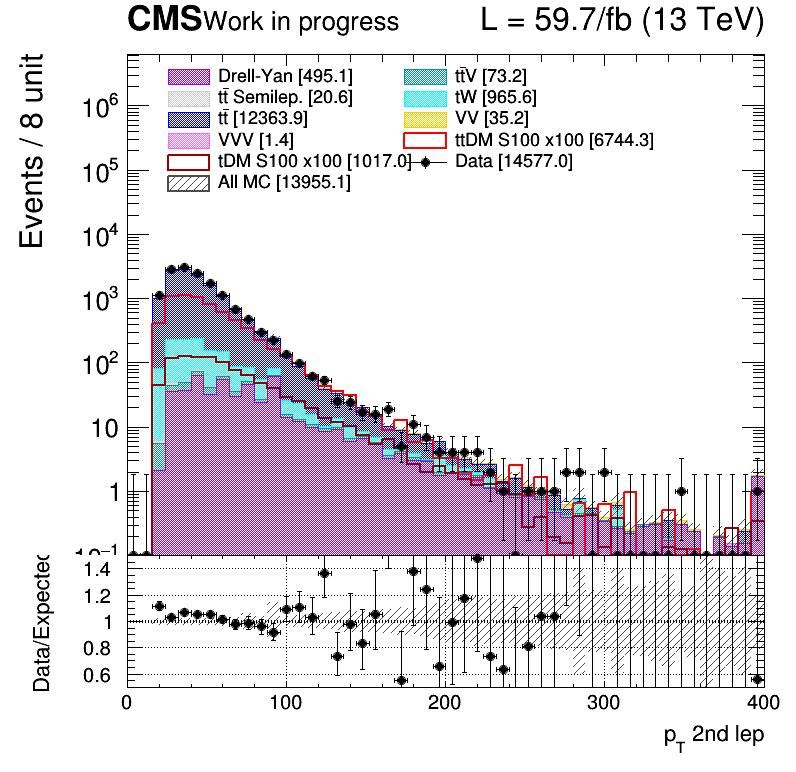 CMS Work in progress L = 59.7/fb (13 TeV)
Events / 8 unit
Drell-Yan [495.1] tt̄V [73.2]
tt̄ Semilep. [20.6] tW [965.6]
tt̄ [12363.9] VV [35.2]
VVV [1.4] ttDM S100 x100 [6744.3]
tDM S100 x100 [1017.0] Data [14577.0]
All MC [13955.1]
10⁶
10⁵
10⁴
10³
10²
10
1
10⁻¹
Data/Expected
1.4
1.2
1
0.8
0.6
0 100 200 300 400
p_T 2nd lep